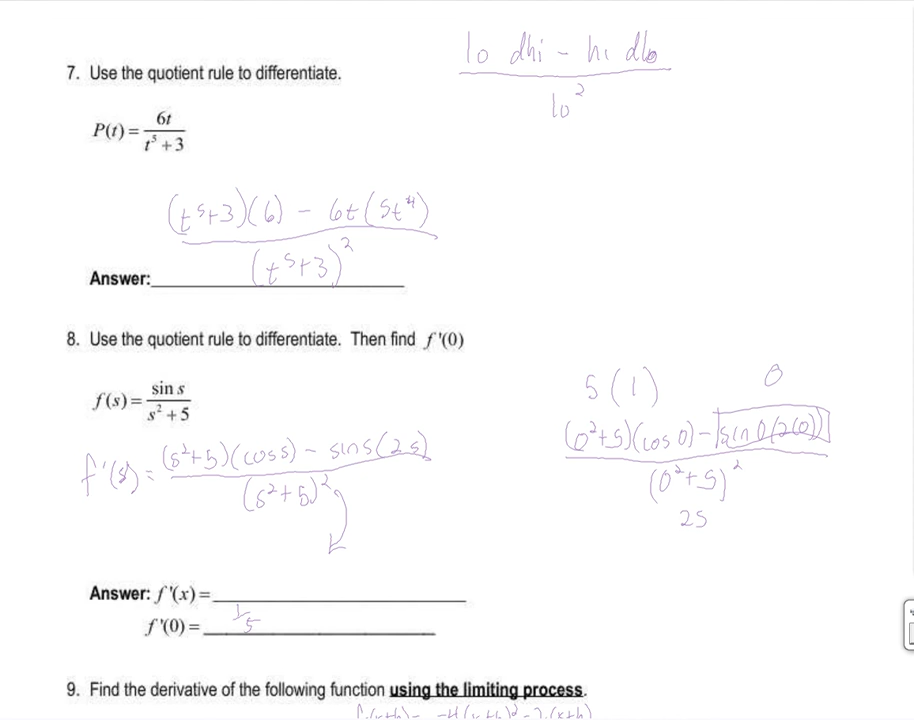 lo dhi - hi dlo
lo²
7. Use the quotient rule to differentiate.
P(t) = 6t / (t⁵ + 3)
(t⁵+3)(6) - 6t(5t⁴)
(t⁵+3)²
Answer:
8. Use the quotient rule to differentiate. Then find f '(0)
f(s) = sin s / (s² + 5)
f'(s) = (s²+5)(cos s) - sin s(2s)
(s²+5)²
5(1) 0
(0²+5)(cos 0) - sin 0(2(0))
(0²+5)²
25
Answer: f '(x) =
f '(0) = 1/5
9. Find the derivative of the following function using the limiting process.